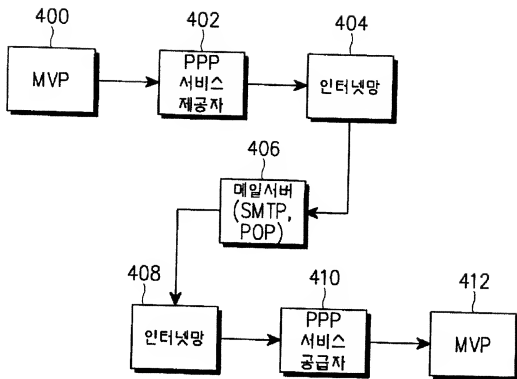 400
MVP
402
PPP
서비스
제공자
404
인터넷망
406
메일서버
(SMTP,
POP)
408
인터넷망
410
PPP
서비스
공급자
412
MVP